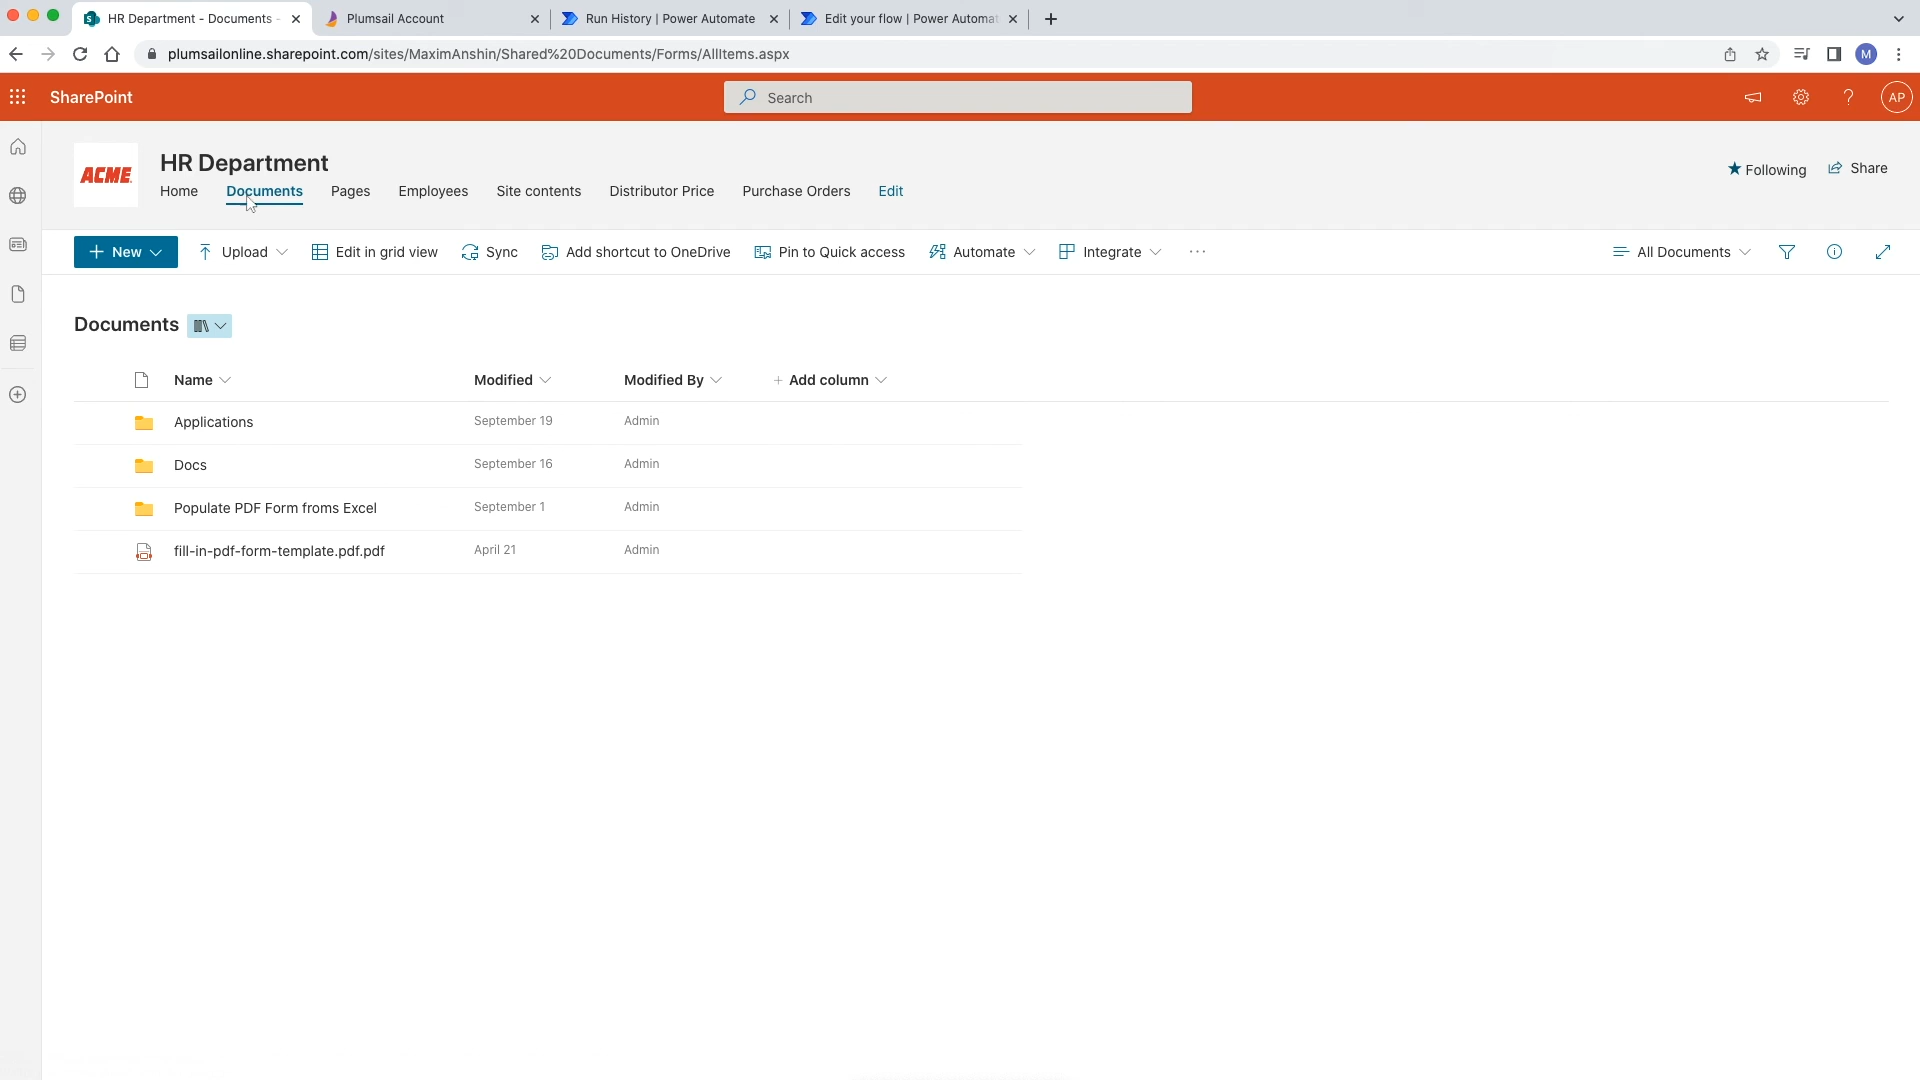 HR Department - Documents -
Plumsail Account
Run History | Power Automate
Edit your flow | Power Automat
plumsailonline.sharepoint.com/sites/MaximAnshin/Shared%20Documents/Forms/AllItems.aspx
M
SharePoint
Search
AP
ACME
HR Department
Home
Documents
Pages
Employees
Site contents
Distributor Price
Purchase Orders
Edit
Following
Share
New
Upload
Edit in grid view
Sync
Add shortcut to OneDrive
Pin to Quick access
Automate
Integrate
All Documents
Documents
Name
Modified
Modified By
Add column
Applications
September 19
Admin
Docs
September 16
Admin
Populate PDF Form froms Excel
September 1
Admin
fill-in-pdf-form-template.pdf.pdf
April 21
Admin